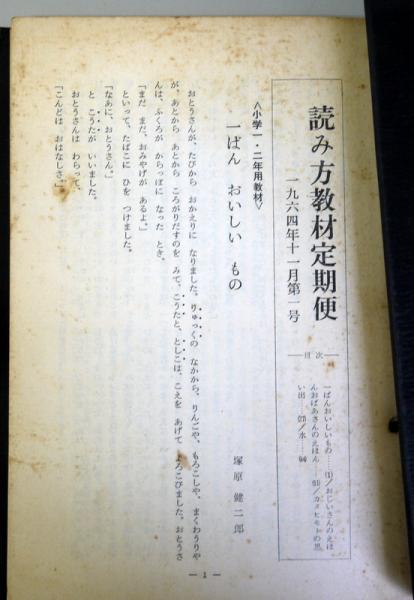 読み方教材定期便
一九六四年十一月第一号
目次
一ばんおいしいもの (1)/おじいさんのえほ
んおばあさんのえほん
い出
<小学一・二年用教材>
一ばん おいしい もの
塚原健二郎
おとうさんが、たびから おかえりに なりました。りゅっくの なかから、りんごや、もろこしや、まくわうりや
が、あとから あとから ころがりだすのを みて、こうたと、としこは、こえを あげて よろこびました。おとうさ
んは、ふくろが からっぽに なった とき、
「まだ まだ、おみやげが あるよ。」
といって、たばこに ひを つけました。
「なあに、おとうさん。」
と こうたが いいました。
おとうさんは わらって、
「こんどは おはなしさ。」
— 1 —